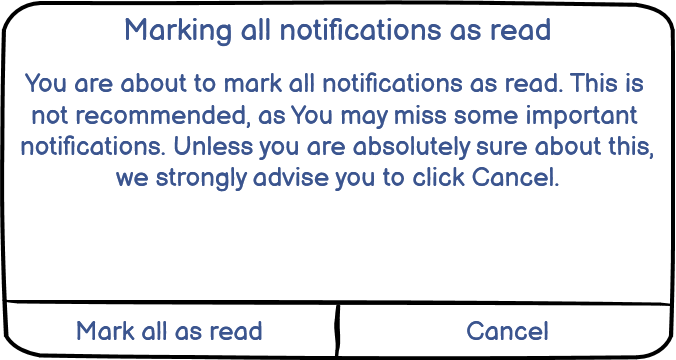 Marking all notifications as read
You are about to mark all notifications as read. This is
not recommended, as You may miss some important
notifications. Unless you are absolutely sure about this,
we strongly advise you to click Cancel.
Mark all as read
Cancel